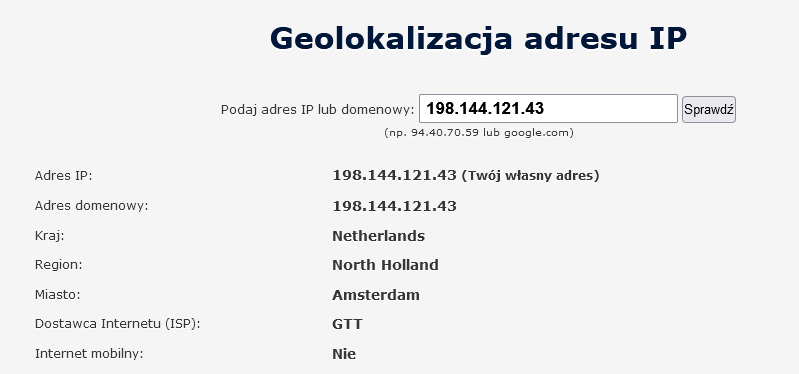 Geolokalizacja adresu IP
Podaj adres IP lub domenowy: 198.144.121.43 Sprawdź
(np. 94.40.70.59 lub google.com)
Adres IP: 198.144.121.43 (Twój własny adres)
Adres domenowy: 198.144.121.43
Kraj: Netherlands
Region: North Holland
Miasto: Amsterdam
Dostawca Internetu (ISP): GTT
Internet mobilny: Nie